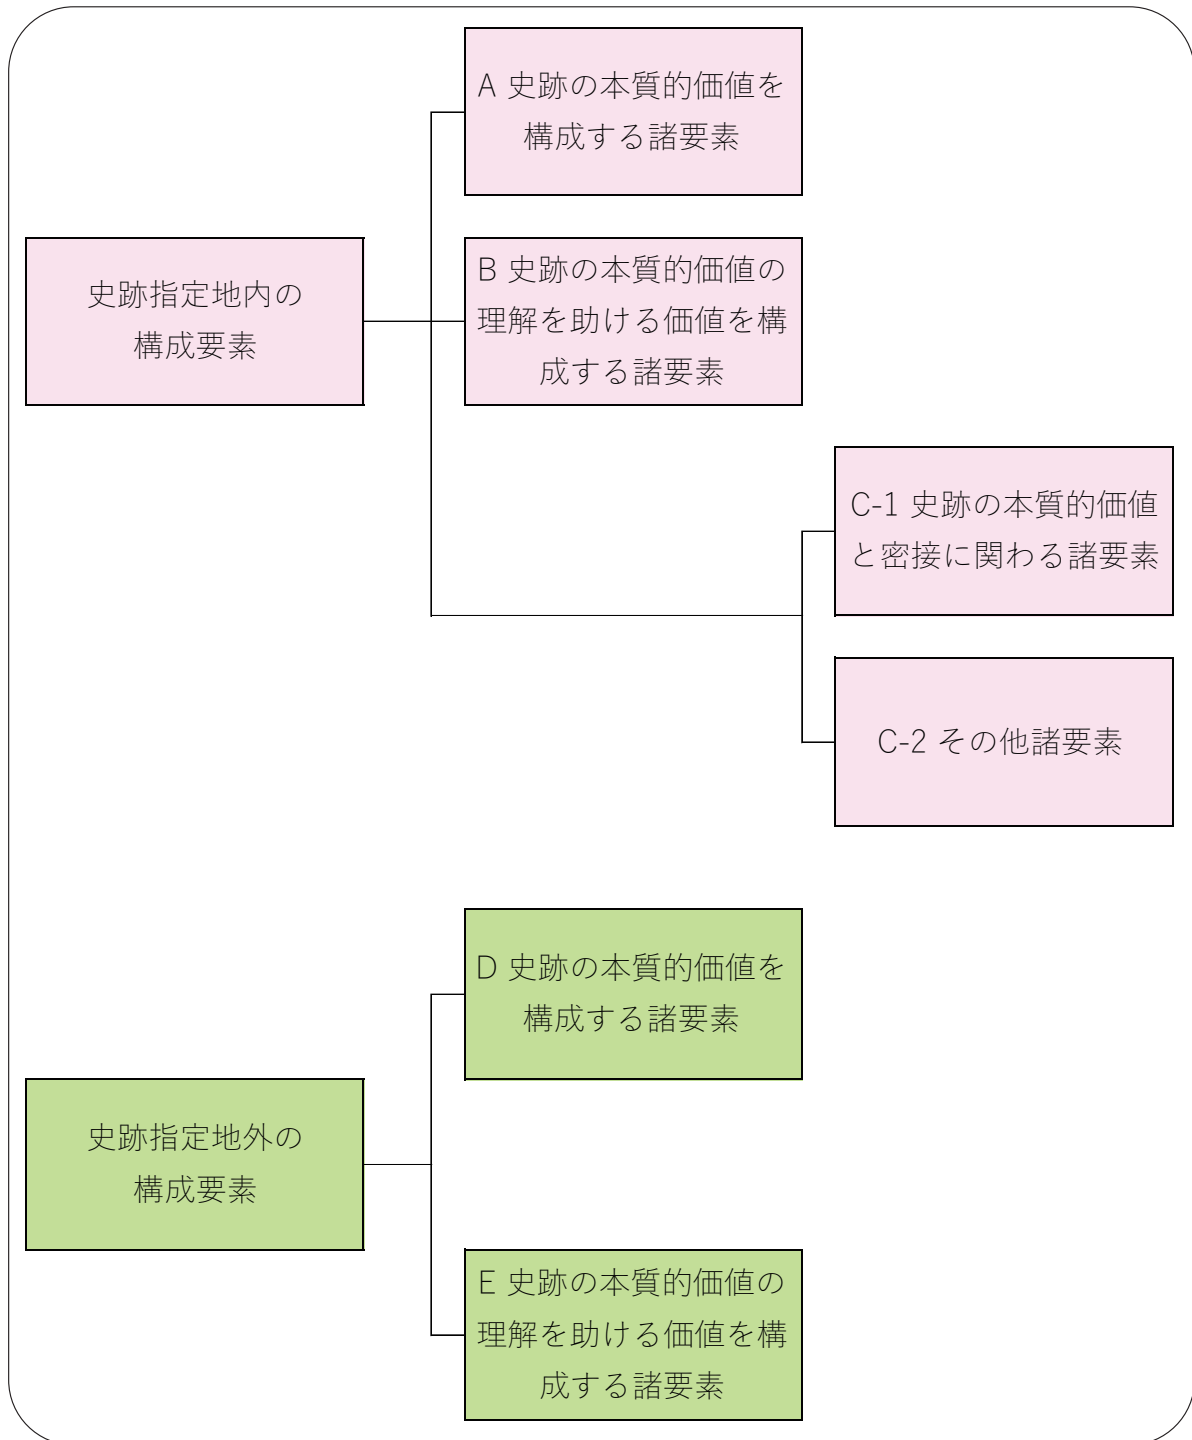 A 史跡の本質的価値を
構成する諸要素
史跡指定地内の
構成要素
B 史跡の本質的価値の
理解を助ける価値を構
成する諸要素
C-1 史跡の本質的価値
と密接に関わる諸要素
C-2 その他諸要素
D 史跡の本質的価値を
構成する諸要素
史跡指定地外の
構成要素
E 史跡の本質的価値の
理解を助ける価値を構
成する諸要素